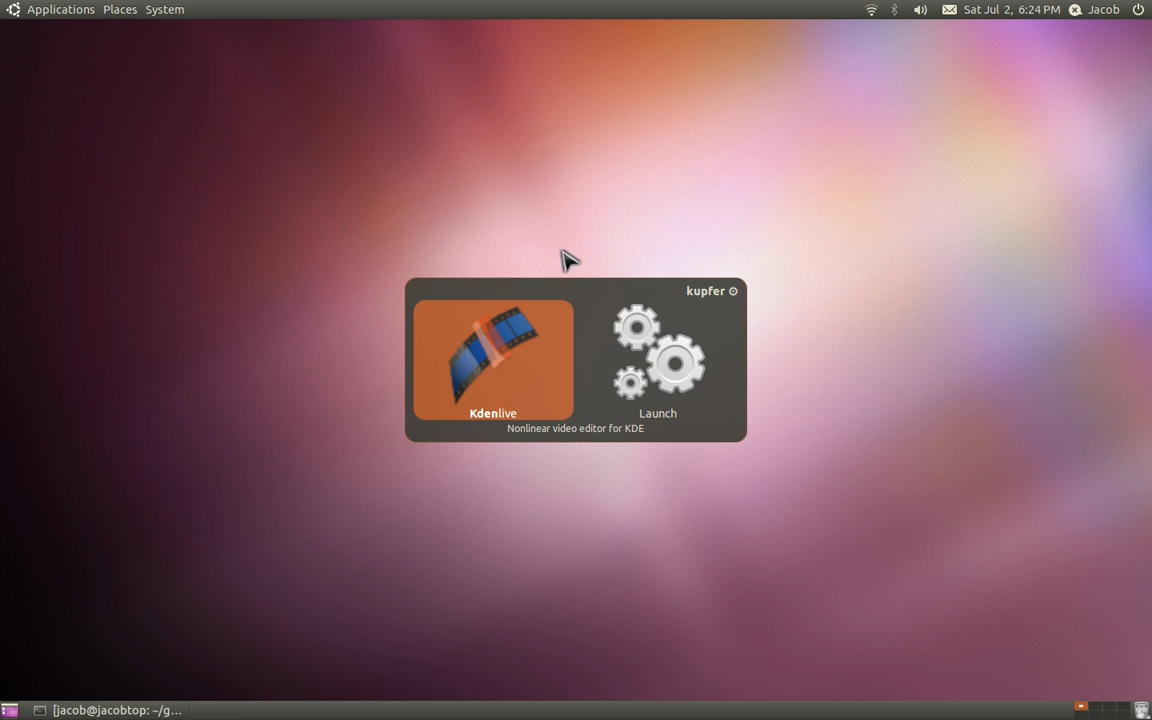 Applications Places System
Sat Jul 2, 6:24 PM Jacob
kupfer
Kdenlive Launch
Nonlinear video editor for KDE
[jacob@jacobtop: ~/g...